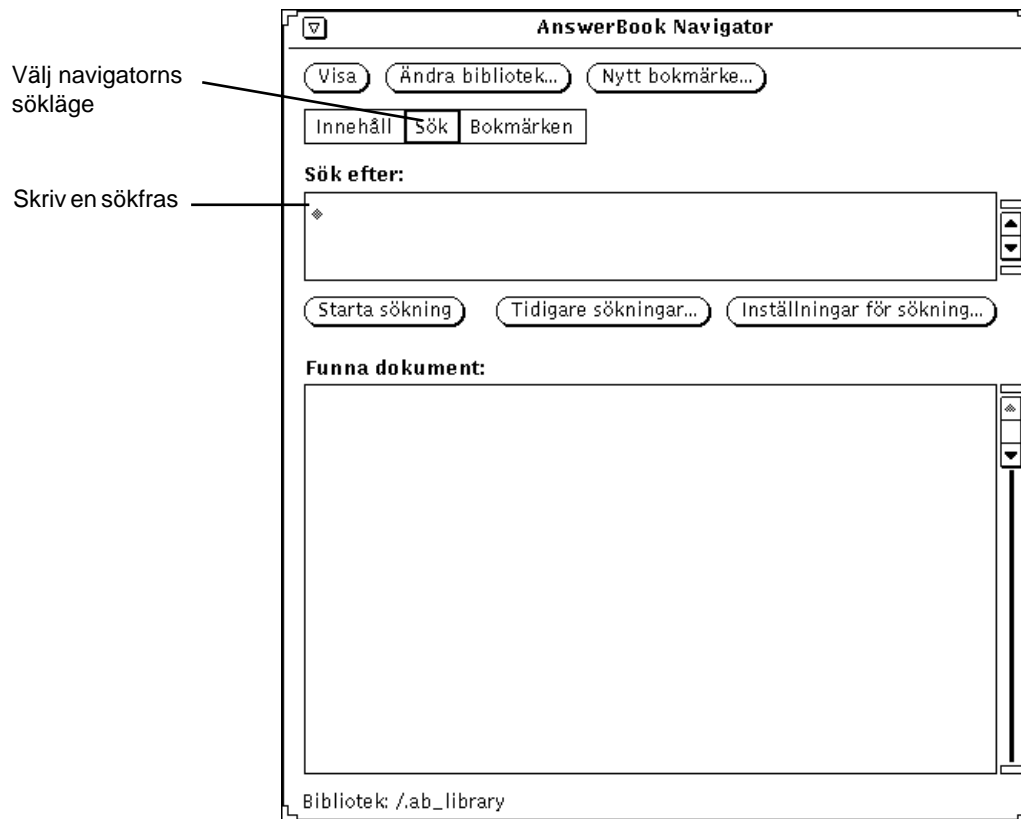 AnswerBook Navigator
Visa Ändra bibliotek... Nytt bokmärke...
Välj navigatorns
sökläge
Innehåll Sök Bokmärken
Sök efter:
Skriv en sökfras
Starta sökning Tidigare sökningar... Inställningar för sökning...
Funna dokument:
Bibliotek: /.ab_library